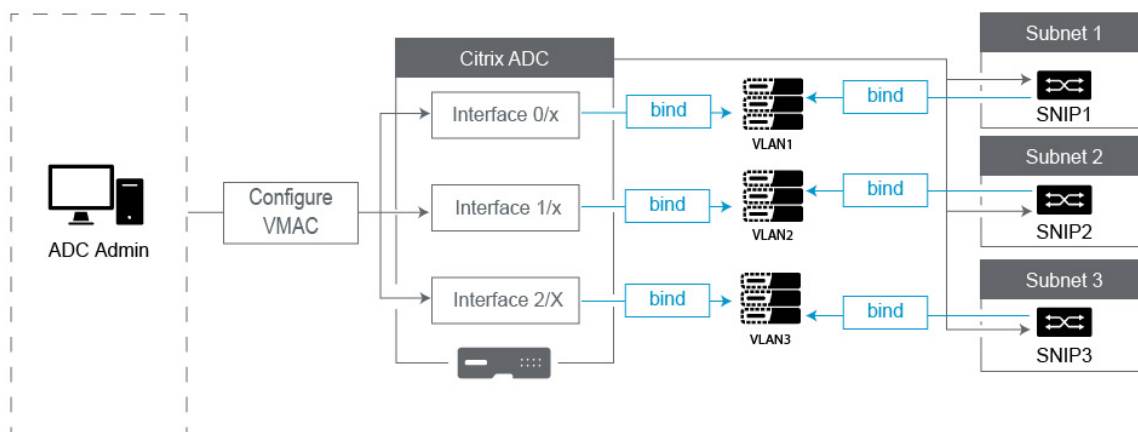 ADC Admin
Configure
VMAC
Citrix ADC
Interface 0/x
Interface 1/x
Interface 2/X
bind
bind
bind
VLAN1
VLAN2
VLAN3
bind
bind
bind
Subnet 1
SNIP1
Subnet 2
SNIP2
Subnet 3
SNIP3